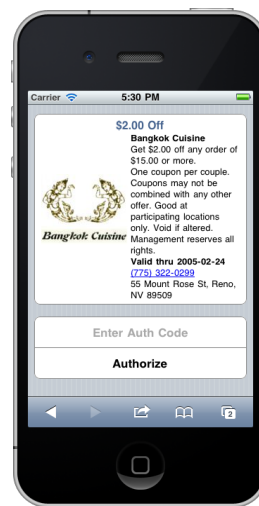 Carrier 5:30 PM
$2.00 Off
Bangkok Cuisine
Get $2.00 off any order of
$15.00 or more.
One coupon per couple.
Coupons may not be
combined with any other
offer. Good at
participating locations
only. Void if altered.
Management reserves all
rights.
Valid thru 2005-02-24
(775) 322-0299
55 Mount Rose St, Reno,
NV 89509
Bangkok Cuisine
Enter Auth Code
Authorize
2